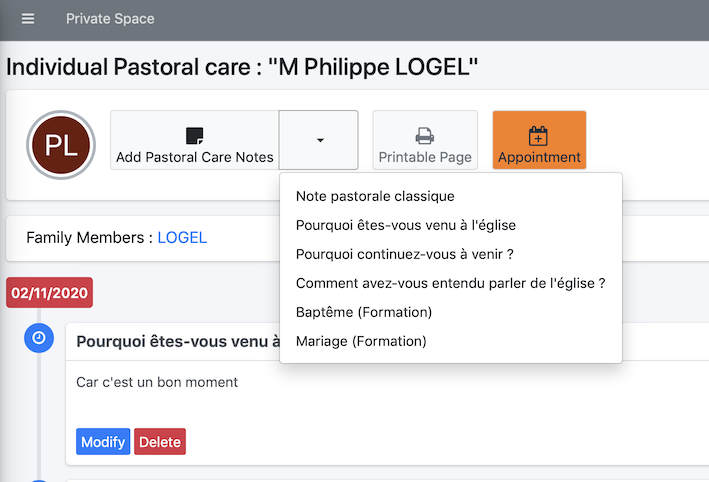 Private Space
Individual Pastoral care : "M Philippe LOGEL"
PL
Add Pastoral Care Notes
Printable Page
Appointment
Note pastorale classique
Pourquoi êtes-vous venu à l'église
Pourquoi continuez-vous à venir ?
Comment avez-vous entendu parler de l'église ?
Baptême (Formation)
Mariage (Formation)
Family Members : LOGEL
02/11/2020
Pourquoi êtes-vous venu à
Car c'est un bon moment
Modify Delete